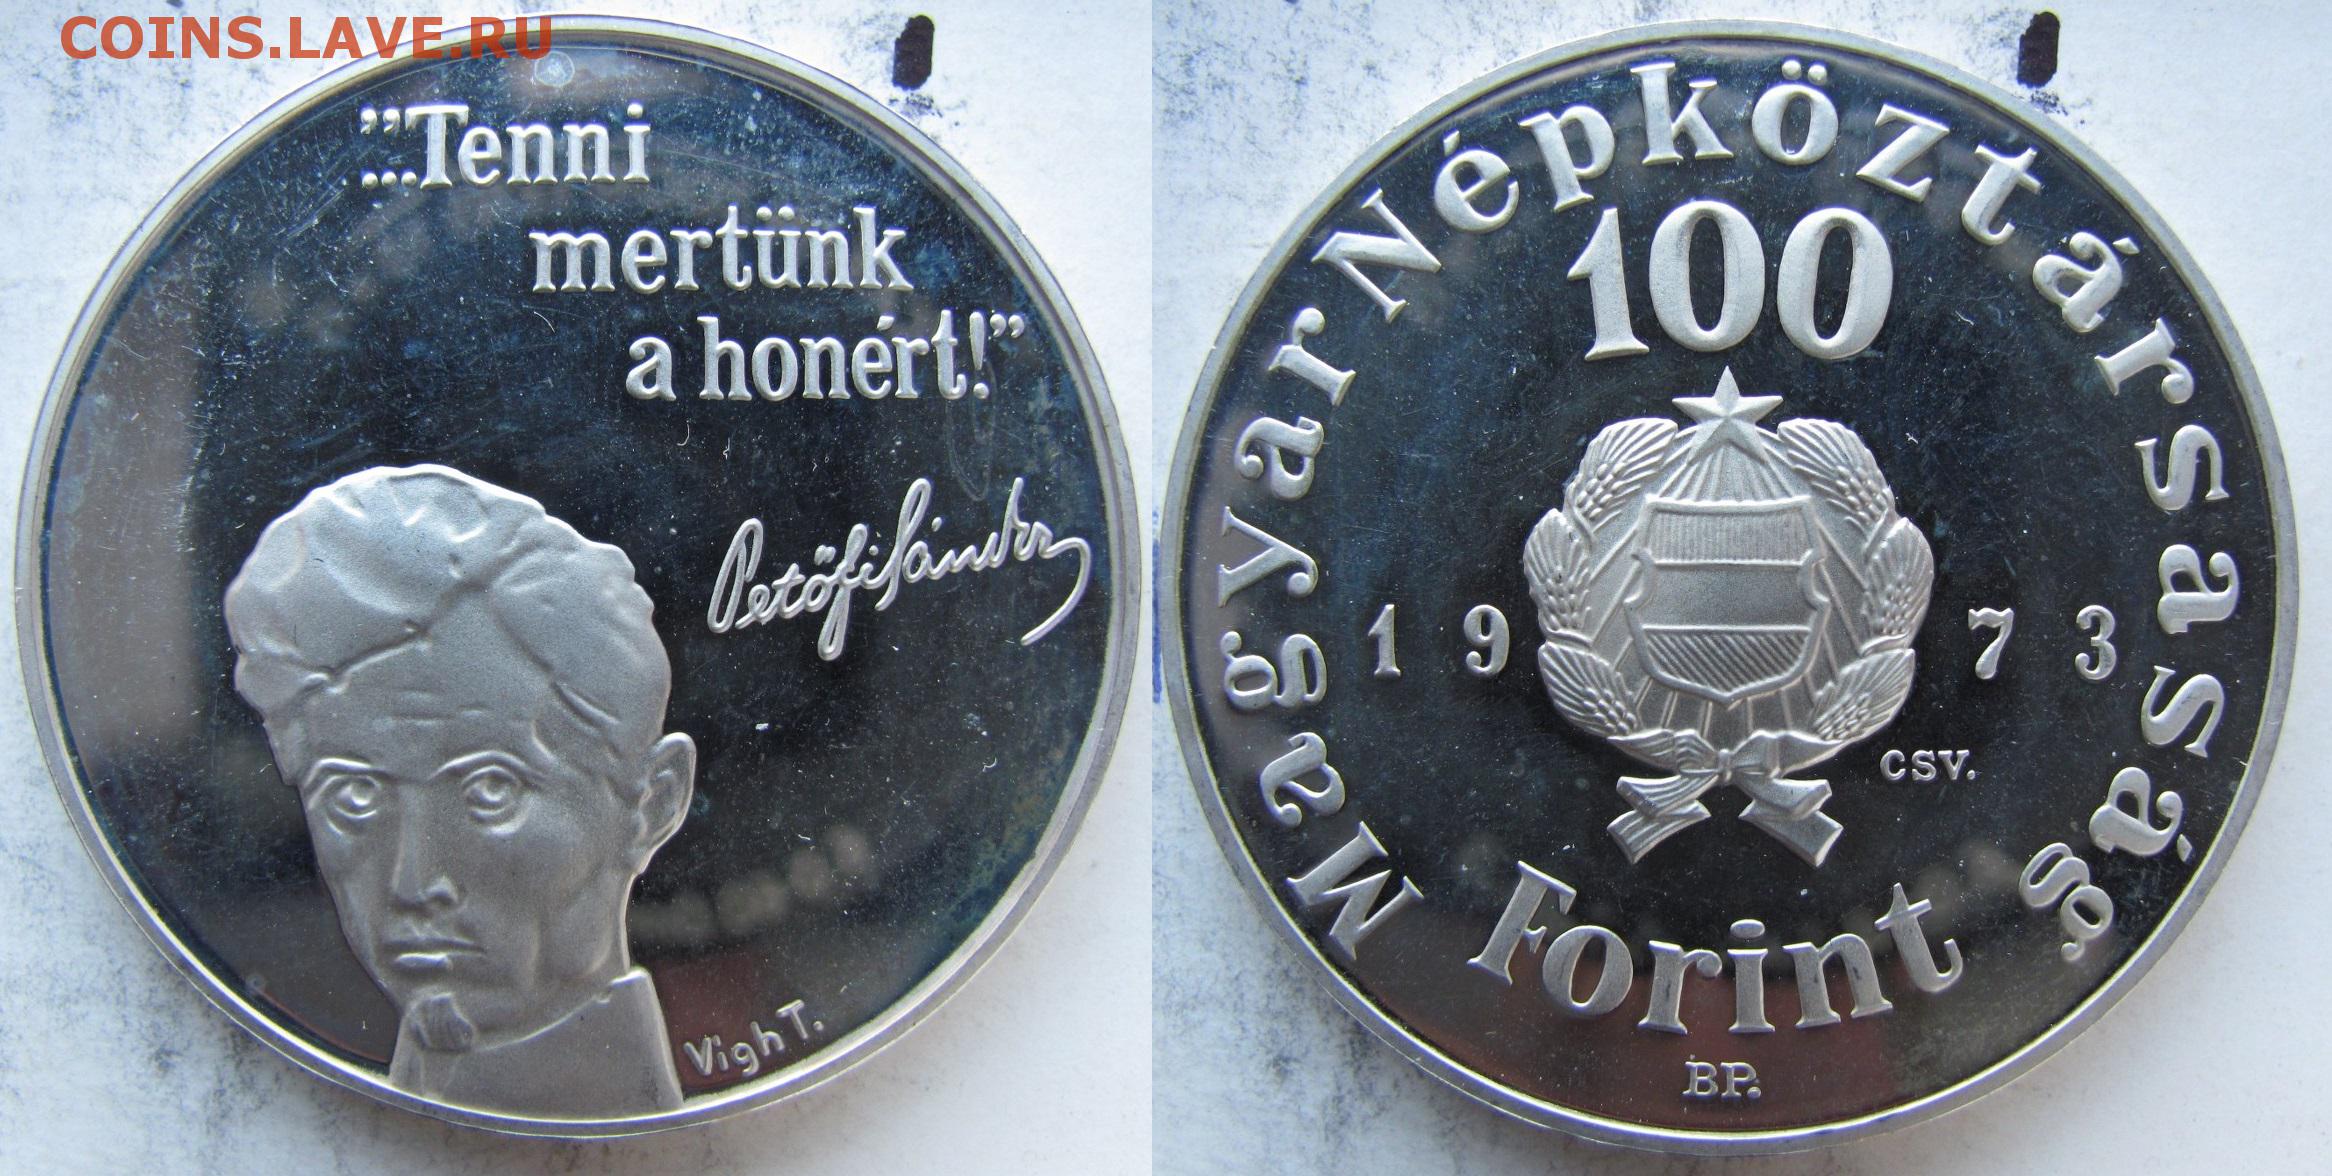 COINS.LAVE.RU
”...Tenni
mertünk
a honért!”
Petőfi Sándor
Vigh T.
Magyar Népköztársaság.
100
1973
CSV.
Forint
BP.